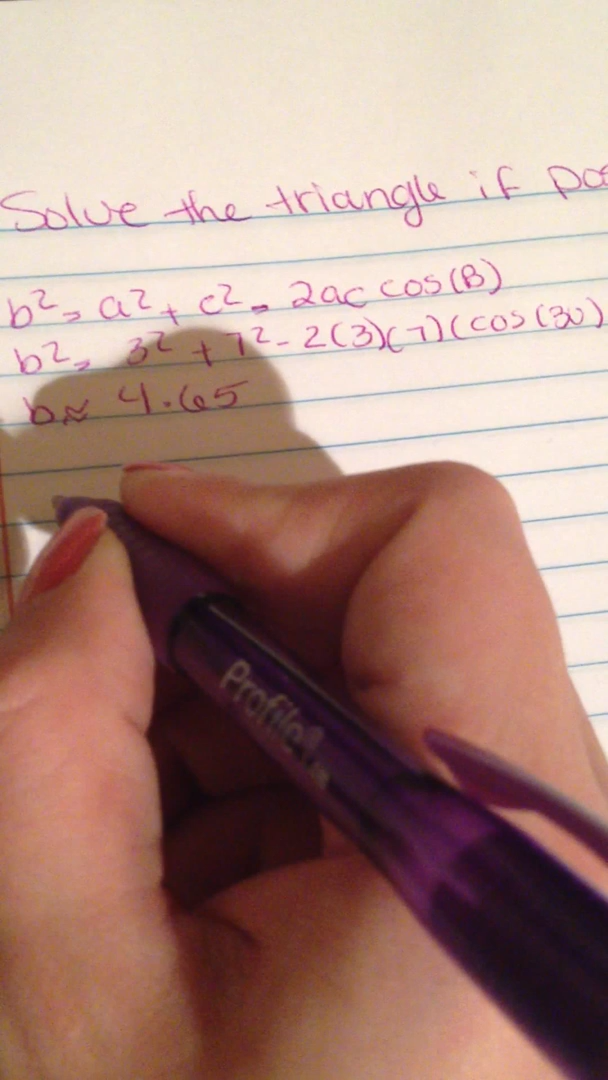 Solve the triangle if
b² = a² + c² - 2ac cos(B)
b² = 3² + 7² - 2(3)(7)(cos(30)
b ≈ 4.65
Profile